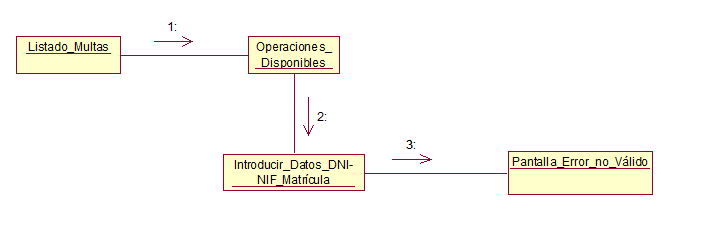 1:
Listado_Multas
Operaciones_
Disponibles
2:
3:
Introducir_Datos_DNI-
NIF_Matrícula
Pantalla_Error_no_Válido